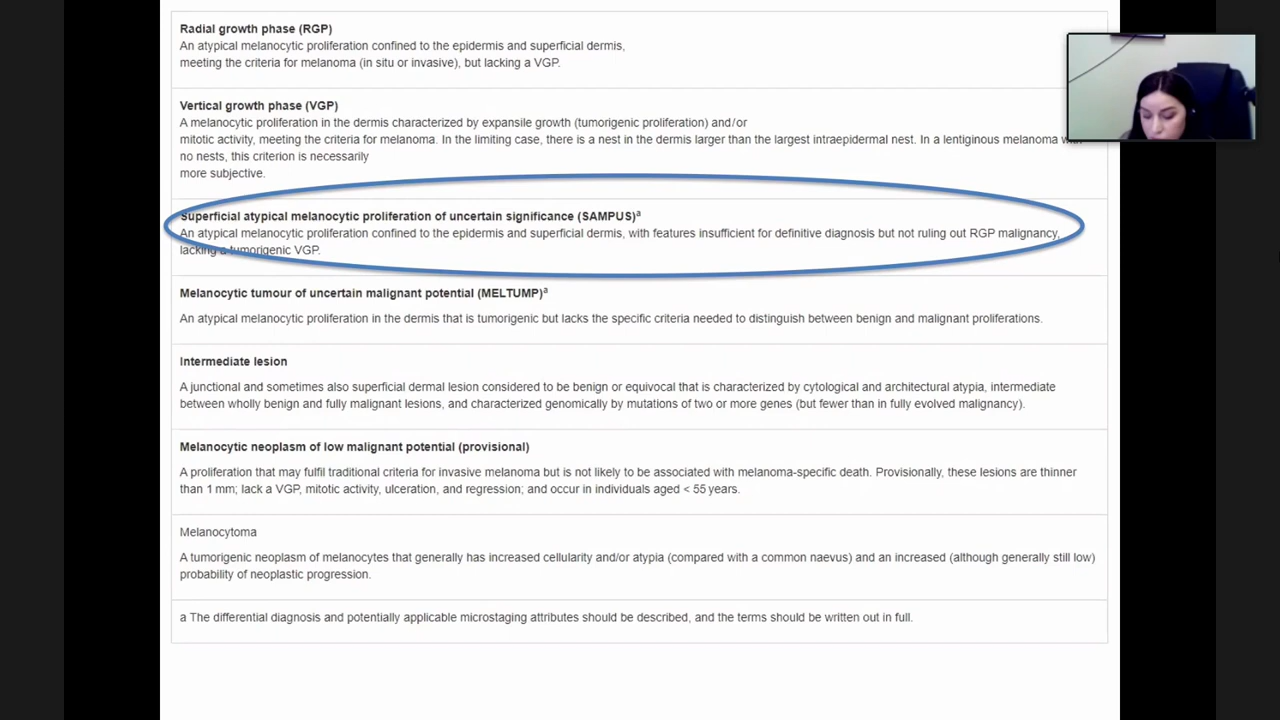 Radial growth phase (RGP)
An atypical melanocytic proliferation confined to the epidermis and superficial dermis,
meeting the criteria for melanoma (in situ or invasive), but lacking a VGP.
Vertical growth phase (VGP)
A melanocytic proliferation in the dermis characterized by expansile growth (tumorigenic proliferation) and/or
mitotic activity, meeting the criteria for melanoma. In the limiting case, there is a nest in the dermis larger than the largest intraepidermal nest. In a lentiginous melanoma with
no nests, this criterion is necessarily
more subjective.
Superficial atypical melanocytic proliferation of uncertain significance (SAMPUS)a
An atypical melanocytic proliferation confined to the epidermis and superficial dermis, with features insufficient for definitive diagnosis but not ruling out RGP malignancy,
lacking a tumorigenic VGP.
Melanocytic tumour of uncertain malignant potential (MELTUMP)a
An atypical melanocytic proliferation in the dermis that is tumorigenic but lacks the specific criteria needed to distinguish between benign and malignant proliferations.
Intermediate lesion
A junctional and sometimes also superficial dermal lesion considered to be benign or equivocal that is characterized by cytological and architectural atypia, intermediate
between wholly benign and fully malignant lesions, and characterized genomically by mutations of two or more genes (but fewer than in fully evolved malignancy).
Melanocytic neoplasm of low malignant potential (provisional)
A proliferation that may fulfil traditional criteria for invasive melanoma but is not likely to be associated with melanoma-specific death. Provisionally, these lesions are thinner
than 1 mm; lack a VGP, mitotic activity, ulceration, and regression; and occur in individuals aged < 55 years.
Melanocytoma
A tumorigenic neoplasm of melanocytes that generally has increased cellularity and/or atypia (compared with a common naevus) and an increased (although generally still low)
probability of neoplastic progression.
a The differential diagnosis and potentially applicable microstaging attributes should be described, and the terms should be written out in full.